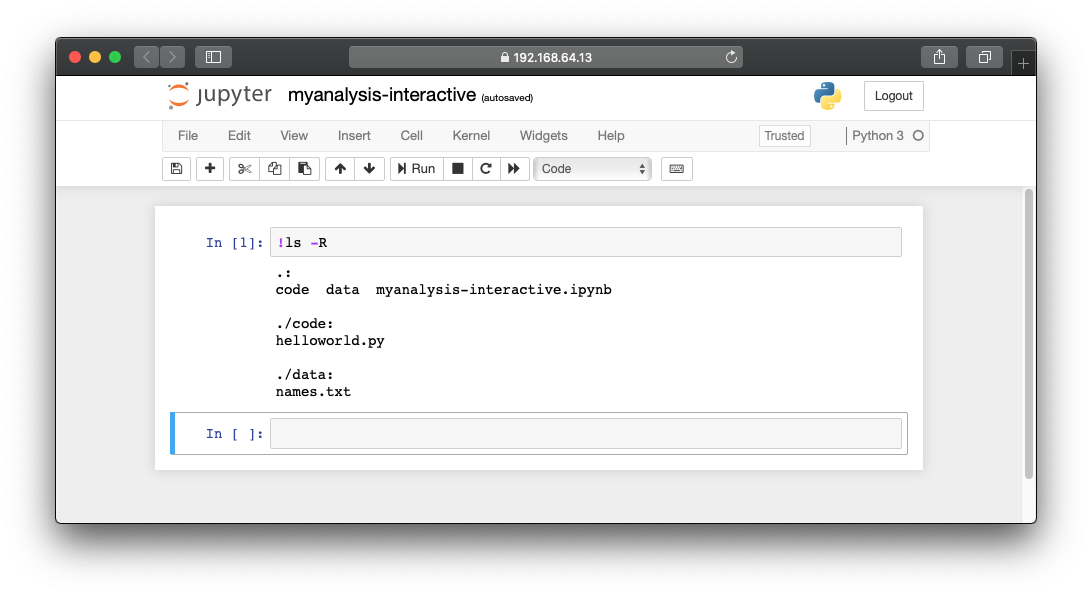 192.168.64.13
jupyter myanalysis-interactive (autosaved) Logout
File Edit View Insert Cell Kernel Widgets Help Trusted Python 3
Run Code
In [1]: !ls -R
.:
code data myanalysis-interactive.ipynb
./code:
helloworld.py
./data:
names.txt
In [ ]: